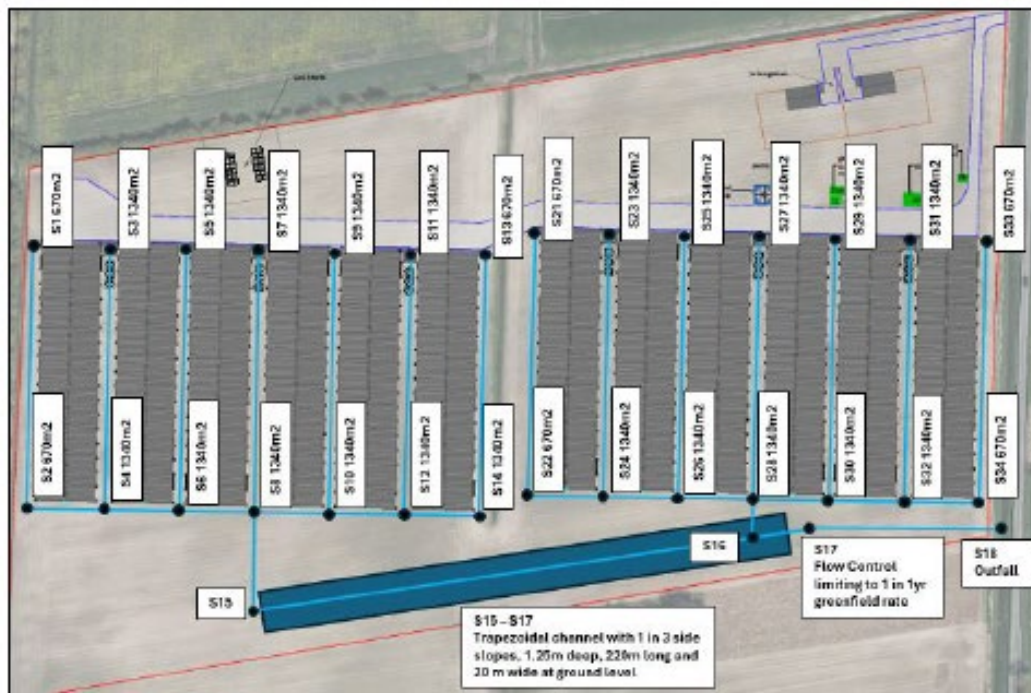 S1 670m2
S3 1340m2
S5 1340m2
S7 1340m2
S9 1340m2
S11 1340m2
S13 670m2
S21 670m2
S23 1340m2
S25 1340m2
S27 1340m2
S29 1340m2
S31 1340m2
S33 670m2
S2 670m2
S4 1340m2
S6 1340m2
S8 1340m2
S10 1340m2
S12 1340m2
S14 1340m2
S22 670m2
S24 1340m2
S26 1340m2
S28 1340m2
S30 1340m2
S32 1340m2
S34 670m2
S15
S16
S17
Flow Control
limiting to 1 in 1yr
greenfield rate
S18
Outfall
S15 – S17
Trapezoidal channel with 1 in 3 side
slopes, 1.25m deep, 220m long and
20 m wide at ground level